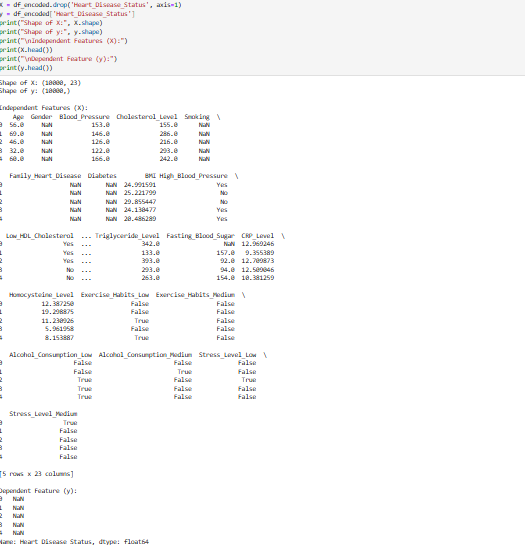 X = df_encoded.drop('Heart_Disease_Status', axis=1)
y = df_encoded['Heart_Disease_Status']
print("Shape of X:", X.shape)
print("Shape of y:", y.shape)
print("\nIndependent Features (X):")
print(X.head())
print("\nDependent Feature (y):")
print(y.head())
Shape of X: (10000, 23)
Shape of y: (10000,)
Independent Features (X):
Age Gender Blood_Pressure Cholesterol_Level Smoking \
0 56.0 NaN 153.0 155.0 NaN
1 69.0 NaN 146.0 286.0 NaN
2 46.0 NaN 126.0 216.0 NaN
3 32.0 NaN 122.0 293.0 NaN
4 60.0 NaN 166.0 242.0 NaN
Family_Heart_Disease Diabetes BMI High_Blood_Pressure \
0 NaN NaN 24.991591 Yes
1 NaN NaN 25.221799 No
2 NaN NaN 29.855447 No
3 NaN NaN 24.130477 Yes
4 NaN NaN 20.486289 Yes
Low_HDL_Cholesterol ... Triglyceride_Level Fasting_Blood_Sugar CRP_Level \
0 Yes ... 342.0 NaN 12.969246
1 Yes ... 133.0 157.0 9.355389
2 Yes ... 393.0 92.0 12.709873
3 No ... 293.0 94.0 12.509046
4 No ... 263.0 154.0 10.381259
Homocysteine_Level Exercise_Habits_Low Exercise_Habits_Medium \
0 12.387250 False False
1 19.298875 False False
2 11.230926 True False
3 5.961958 False False
4 8.153887 True False
Alcohol_Consumption_Low Alcohol_Consumption_Medium Stress_Level_Low \
0 False False False
1 False True False
2 True False True
3 True False False
4 True False False
Stress_Level_Medium
0 True
1 False
2 False
3 False
4 False
[5 rows x 23 columns]
Dependent Feature (y):
0 NaN
1 NaN
2 NaN
3 NaN
4 NaN
Name: Heart Disease Status, dtype: float64